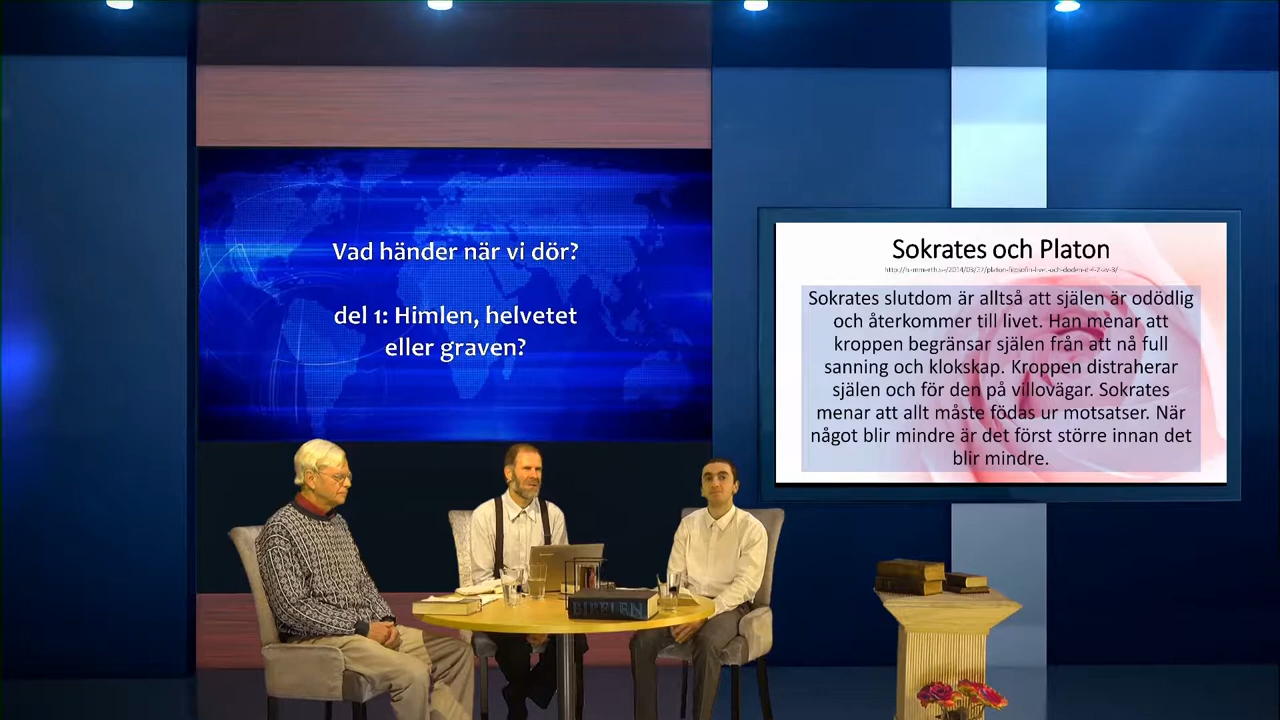 Vad händer när vi dör?
del 1: Himlen, helvetet
eller graven?
Sokrates och Platon
Sokrates slutdom är alltså att själen är odödlig
och återkommer till livet. Han menar att
kroppen begränsar själen från att nå full
sanning och klokskap. Kroppen distraherar
själen och för den på villovägar. Sokrates
menar att allt måste födas ur motsatser. När
något blir mindre är det först större innan det
blir mindre.
BIBELN